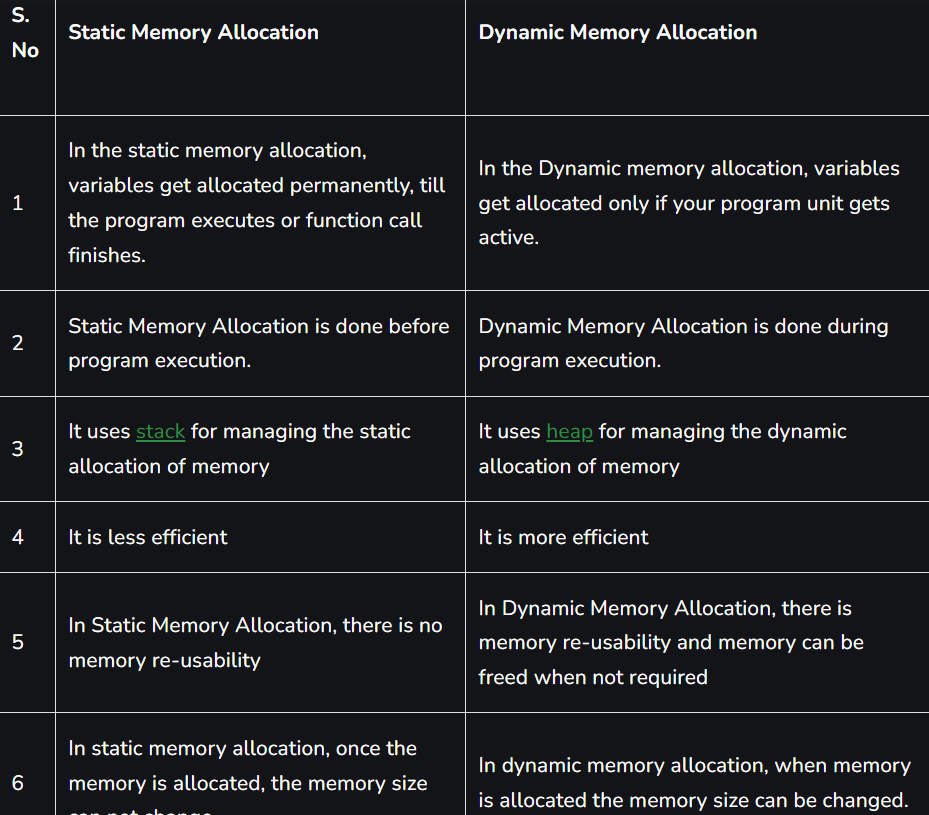 S.
No
Static Memory Allocation
Dynamic Memory Allocation
1
In the static memory allocation,
variables get allocated permanently, till
the program executes or function call
finishes.
In the Dynamic memory allocation, variables
get allocated only if your program unit gets
active.
2
Static Memory Allocation is done before
program execution.
Dynamic Memory Allocation is done during
program execution.
3
It uses stack for managing the static
allocation of memory
It uses heap for managing the dynamic
allocation of memory
4
It is less efficient
It is more efficient
5
In Static Memory Allocation, there is no
memory re-usability
In Dynamic Memory Allocation, there is
memory re-usability and memory can be
freed when not required
6
In static memory allocation, once the
memory is allocated, the memory size
can not change.
In dynamic memory allocation, when memory
is allocated the memory size can be changed.